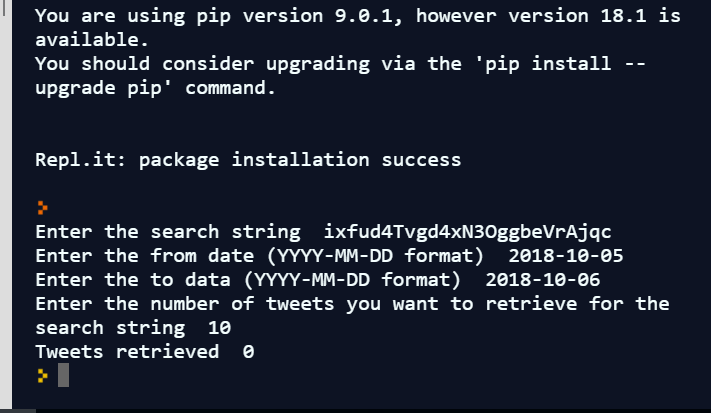 You are using pip version 9.0.1, however version 18.1 is
available.
You should consider upgrading via the 'pip install --
upgrade pip' command.
Repl.it: package installation success
Enter the search string  ixfud4Tvgd4xN3OggbeVrAjqc
Enter the from date (YYYY-MM-DD format)  2018-10-05
Enter the to data (YYYY-MM-DD format)  2018-10-06
Enter the number of tweets you want to retrieve for the
search string  10
Tweets retrieved  0